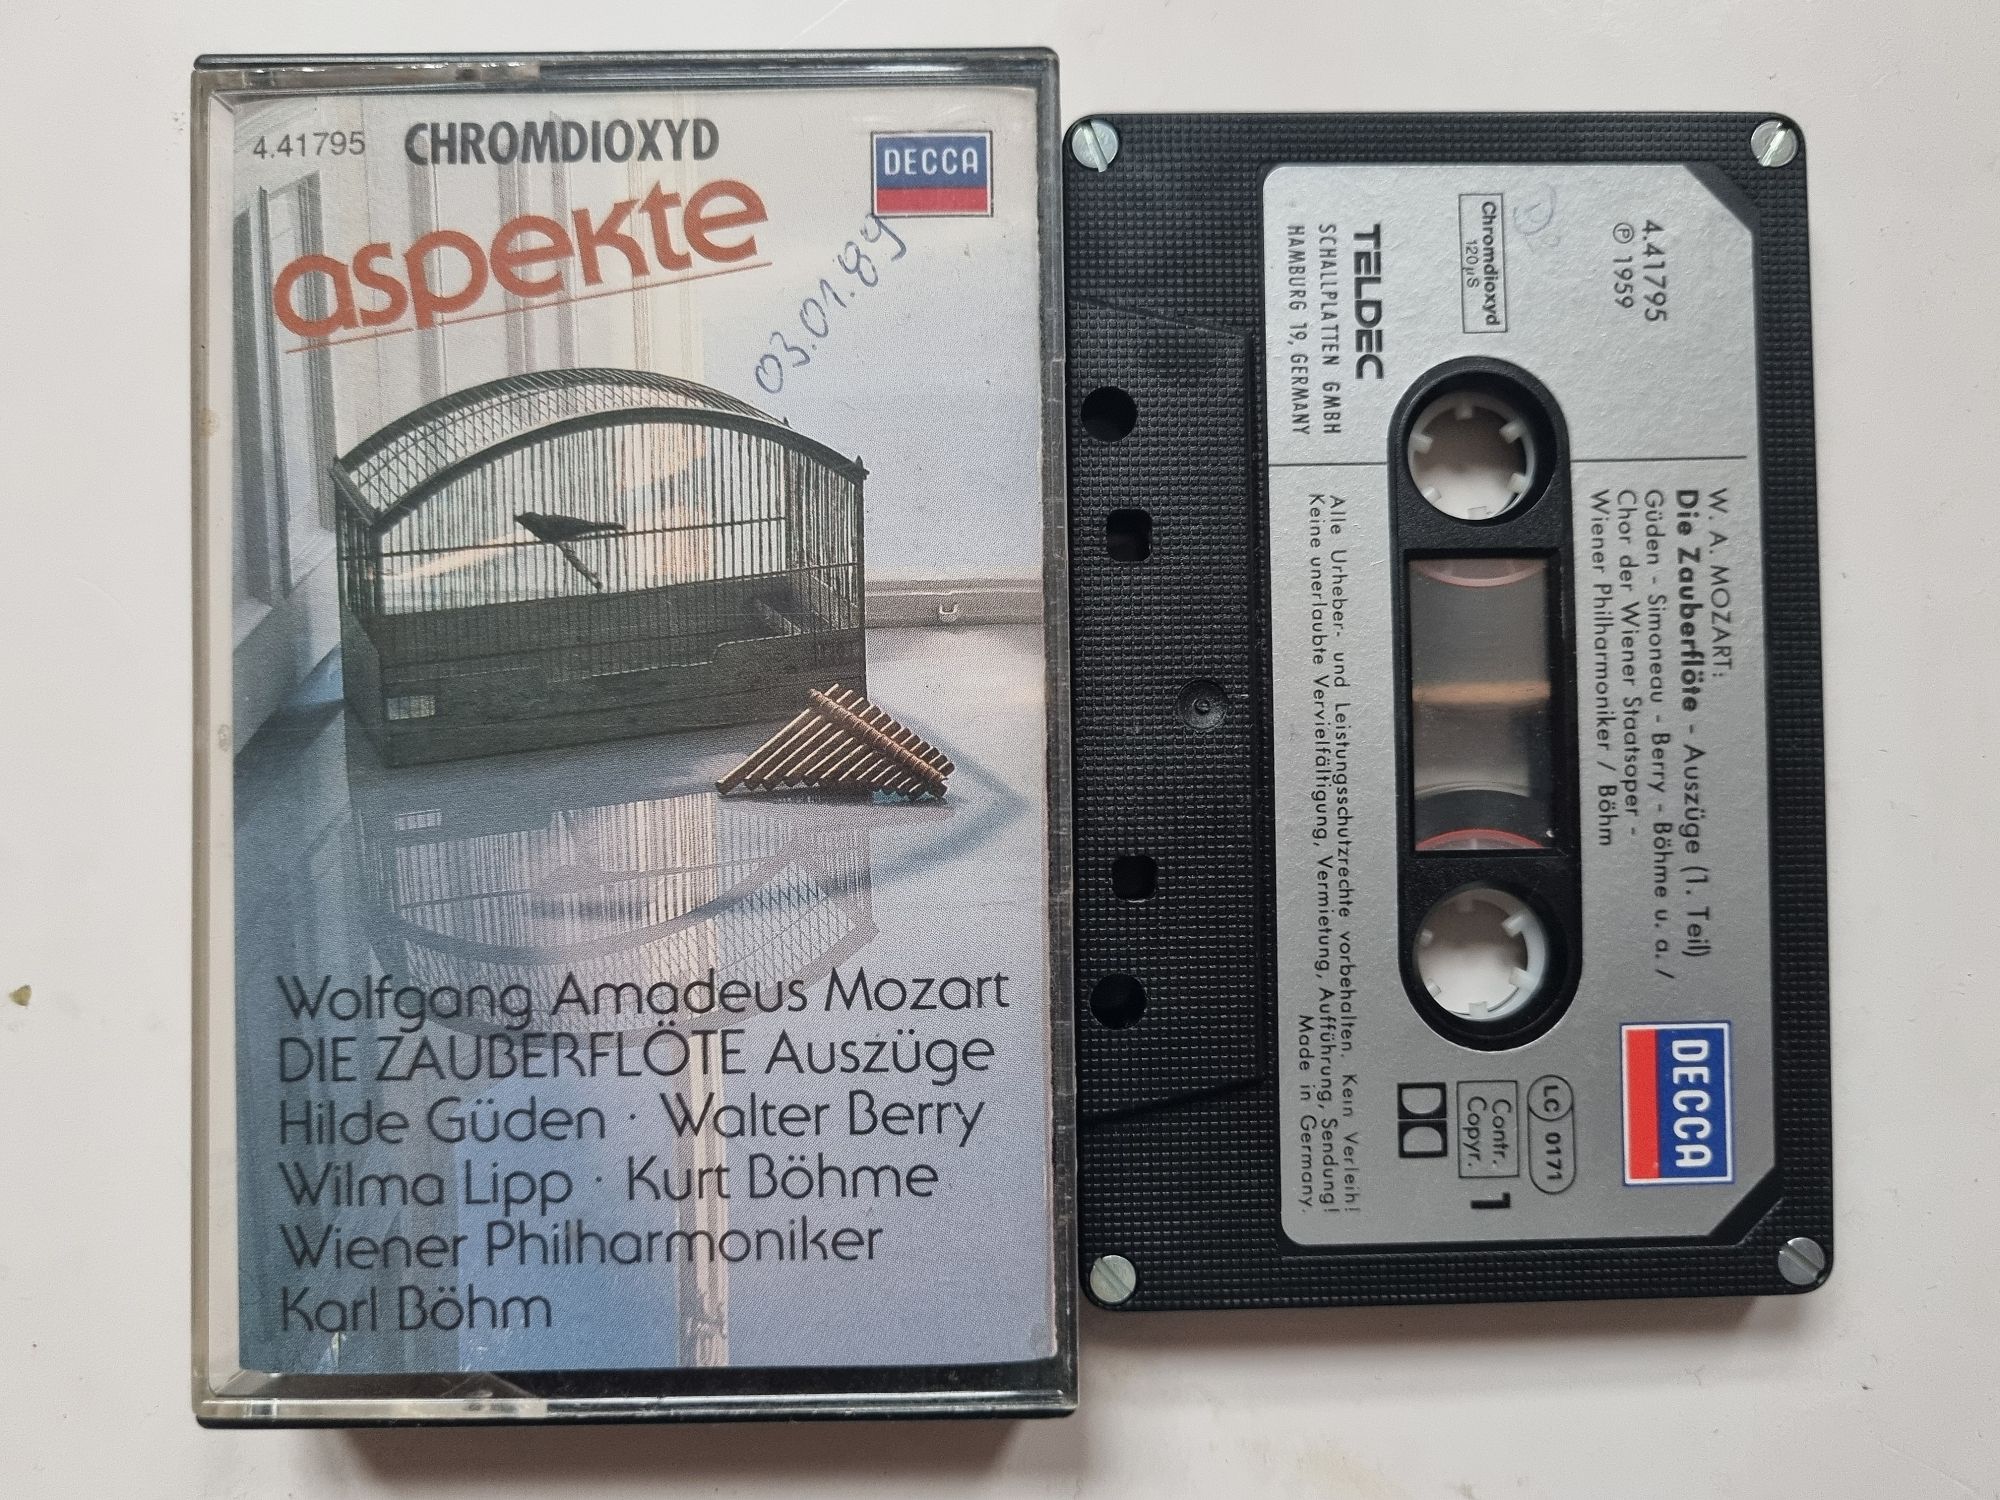 4.41795
CHROMDIOXYD
DECCA
aspekte
03.01.89
Wolfgang Amadeus Mozart
DIE ZAUBERFLÖTE Auszüge
Hilde Güden · Walter Berry
Wilma Lipp · Kurt Böhme
Wiener Philharmoniker
Karl Böhm
4.41795
Ⓟ 1959
Chromdioxyd
120µS
TELDEC
SCHALLPLATTEN GMBH
HAMBURG 19, GERMANY
W. A. MOZART:
Die Zauberflöte - Auszüge (1. Teil)
Güden - Simoneau - Berry - Böhme u. a. /
Chor der Wiener Staatsoper -
Wiener Philharmoniker / Böhm
DECCA
LC 0171
Contr.
Copyr.
1
Alle Urheber- und Leistungsschutzrechte vorbehalten. Kein Verleih!
Keine unerlaubte Vervielfältigung, Vermietung, Aufführung, Sendung!
Made in Germany.